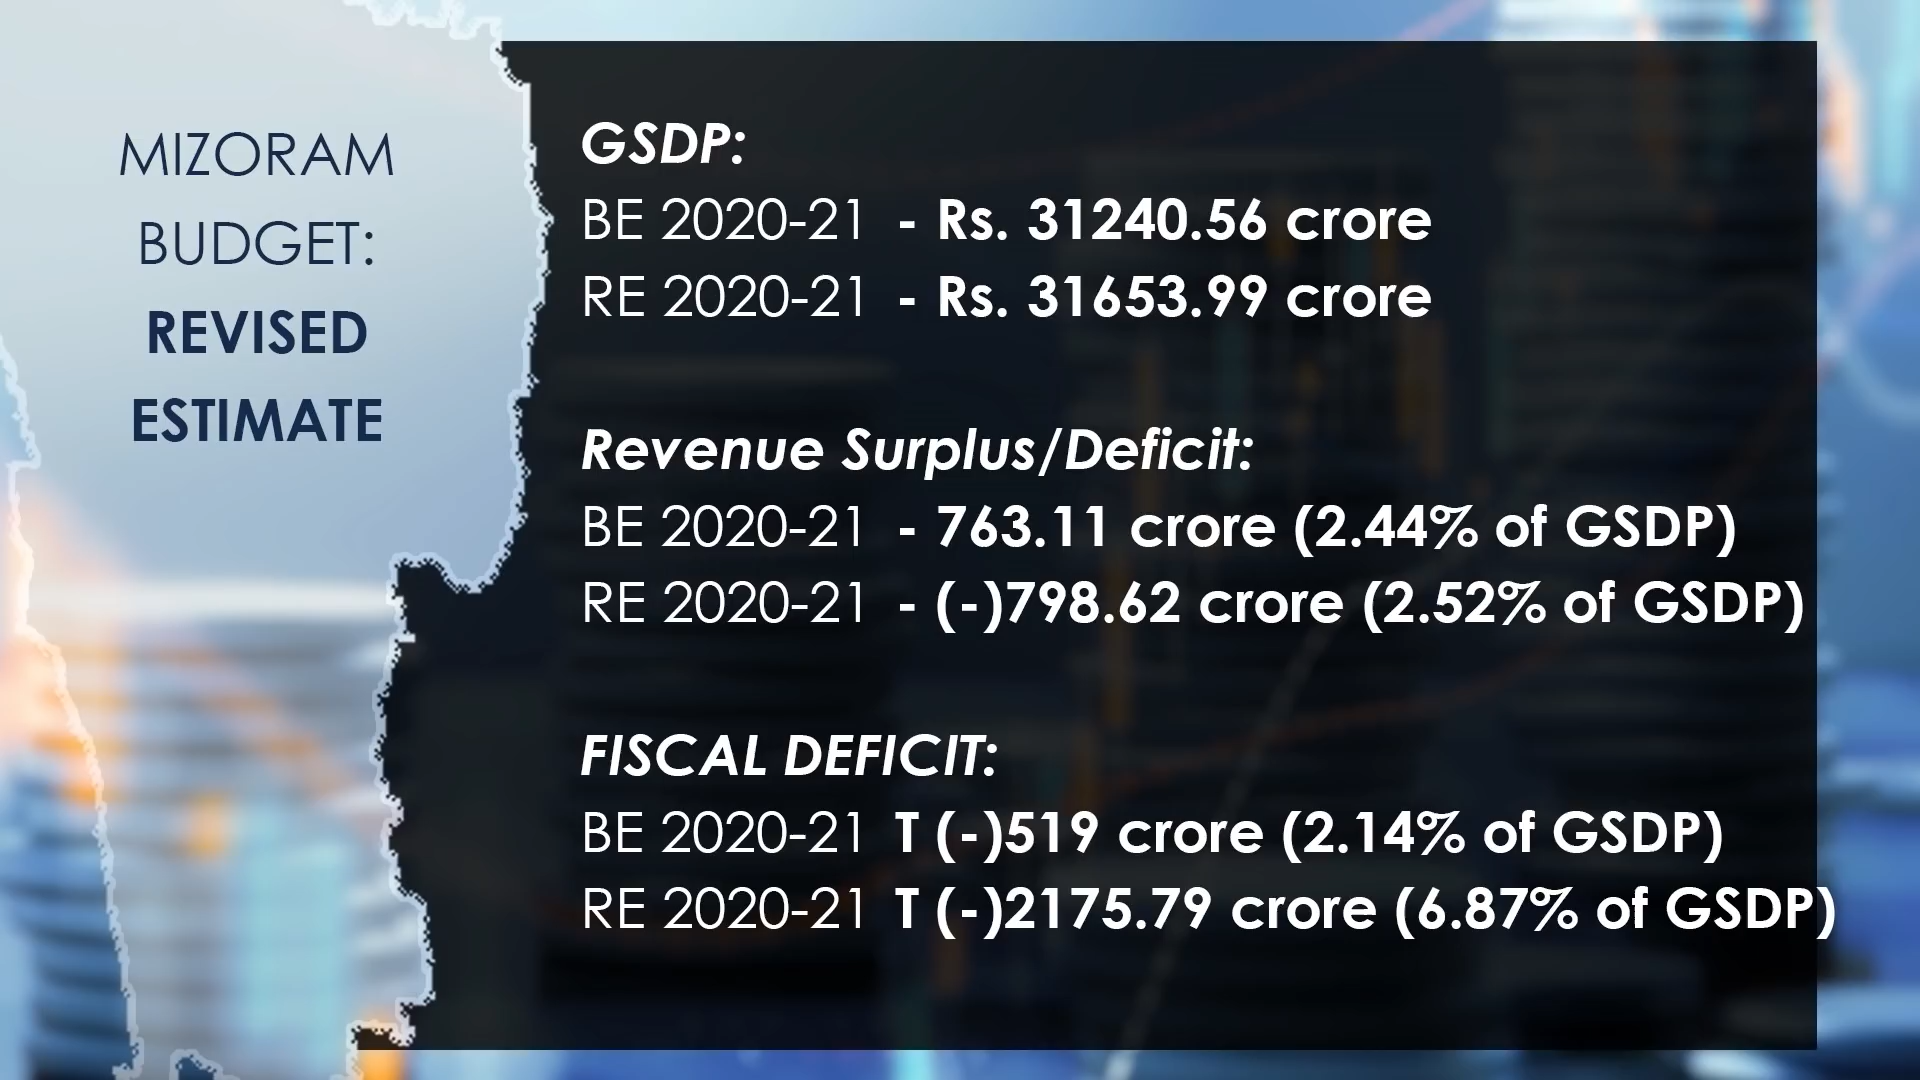 MIZORAM
BUDGET:
REVISED
ESTIMATE
GSDP:
BE 2020-21 - Rs. 31240.56 crore
RE 2020-21 - Rs. 31653.99 crore
Revenue Surplus/Deficit:
BE 2020-21 - 763.11 crore (2.44% of GSDP)
RE 2020-21 - (-)798.62 crore (2.52% of GSDP)
FISCAL DEFICIT:
BE 2020-21 T (-)519 crore (2.14% of GSDP)
RE 2020-21 T (-)2175.79 crore (6.87% of GSDP)